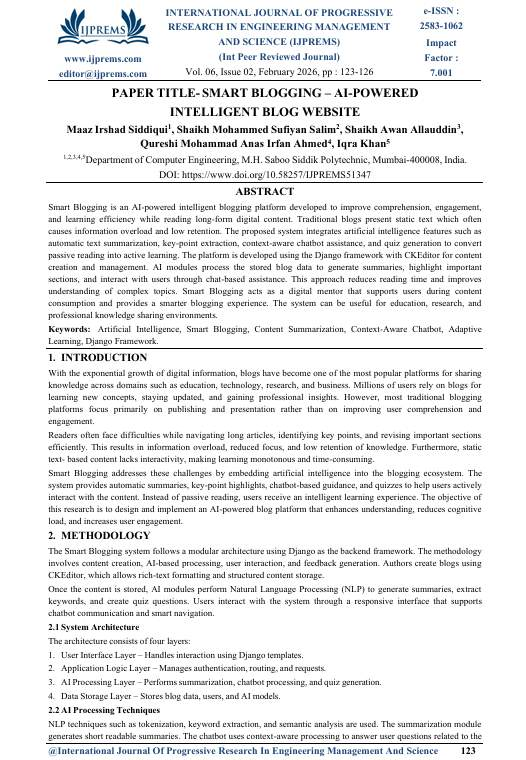 IJPREMS
www.ijprems.com
editor@ijprems.com
INTERNATIONAL JOURNAL OF PROGRESSIVE
RESEARCH IN ENGINEERING MANAGEMENT
AND SCIENCE (IJPREMS)
(Int Peer Reviewed Journal)
Vol. 06, Issue 02, February 2026, pp : 123-126
e-ISSN :
2583-1062
Impact
Factor :
7.001
PAPER TITLE- SMART BLOGGING – AI-POWERED
INTELLIGENT BLOG WEBSITE
Maaz Irshad Siddiqui¹, Shaikh Mohammed Sufiyan Salim², Shaikh Awan Allauddin³,
Qureshi Mohammad Anas Irfan Ahmed⁴, Iqra Khan⁵
¹,²,³,⁴,⁵Department of Computer Engineering, M.H. Saboo Siddik Polytechnic, Mumbai-400008, India.
DOI: https://www.doi.org/10.58257/IJPREMS51347
ABSTRACT
Smart Blogging is an AI-powered intelligent blogging platform developed to improve comprehension, engagement,
and learning efficiency while reading long-form digital content. Traditional blogs present static text which often
causes information overload and low retention. The proposed system integrates artificial intelligence features such as
automatic text summarization, key-point extraction, context-aware chatbot assistance, and quiz generation to convert
passive reading into active learning. The platform is developed using the Django framework with CKEditor for content
creation and management. AI modules process the stored blog data to generate summaries, highlight important
sections, and interact with users through chat-based assistance. This approach reduces reading time and improves
understanding of complex topics. Smart Blogging acts as a digital mentor that supports users during content
consumption and provides a smarter blogging experience. The system can be useful for education, research, and
professional knowledge sharing environments.
Keywords: Artificial Intelligence, Smart Blogging, Content Summarization, Context-Aware Chatbot, Adaptive
Learning, Django Framework.
1. INTRODUCTION
With the exponential growth of digital information, blogs have become one of the most popular platforms for sharing
knowledge across domains such as education, technology, research, and business. Millions of users rely on blogs for
learning new concepts, staying updated, and gaining professional insights. However, most traditional blogging
platforms focus primarily on publishing and presentation rather than on improving user comprehension and
engagement.
Readers often face difficulties while navigating long articles, identifying key points, and revising important sections
efficiently. This results in information overload, reduced focus, and low retention of knowledge. Furthermore, static
text- based content lacks interactivity, making learning monotonous and time-consuming.
Smart Blogging addresses these challenges by embedding artificial intelligence into the blogging ecosystem. The
system provides automatic summaries, key-point highlights, chatbot-based guidance, and quizzes to help users actively
interact with the content. Instead of passive reading, users receive an intelligent learning experience. The objective of
this research is to design and implement an AI-powered blog platform that enhances understanding, reduces cognitive
load, and increases user engagement.
2. METHODOLOGY
The Smart Blogging system follows a modular architecture using Django as the backend framework. The methodology
involves content creation, AI-based processing, user interaction, and feedback generation. Authors create blogs using
CKEditor, which allows rich-text formatting and structured content storage.
Once the content is stored, AI modules perform Natural Language Processing (NLP) to generate summaries, extract
keywords, and create quiz questions. Users interact with the system through a responsive interface that supports
chatbot communication and smart navigation.
2.1 System Architecture
The architecture consists of four layers:
1. User Interface Layer – Handles interaction using Django templates.
2. Application Logic Layer – Manages authentication, routing, and requests.
3. AI Processing Layer – Performs summarization, chatbot processing, and quiz generation.
4. Data Storage Layer – Stores blog data, users, and AI models.
2.2 AI Processing Techniques
NLP techniques such as tokenization, keyword extraction, and semantic analysis are used. The summarization module
generates short readable summaries. The chatbot uses context-aware processing to answer user questions related to the
@International Journal Of Progressive Research In Engineering Management And Science 123